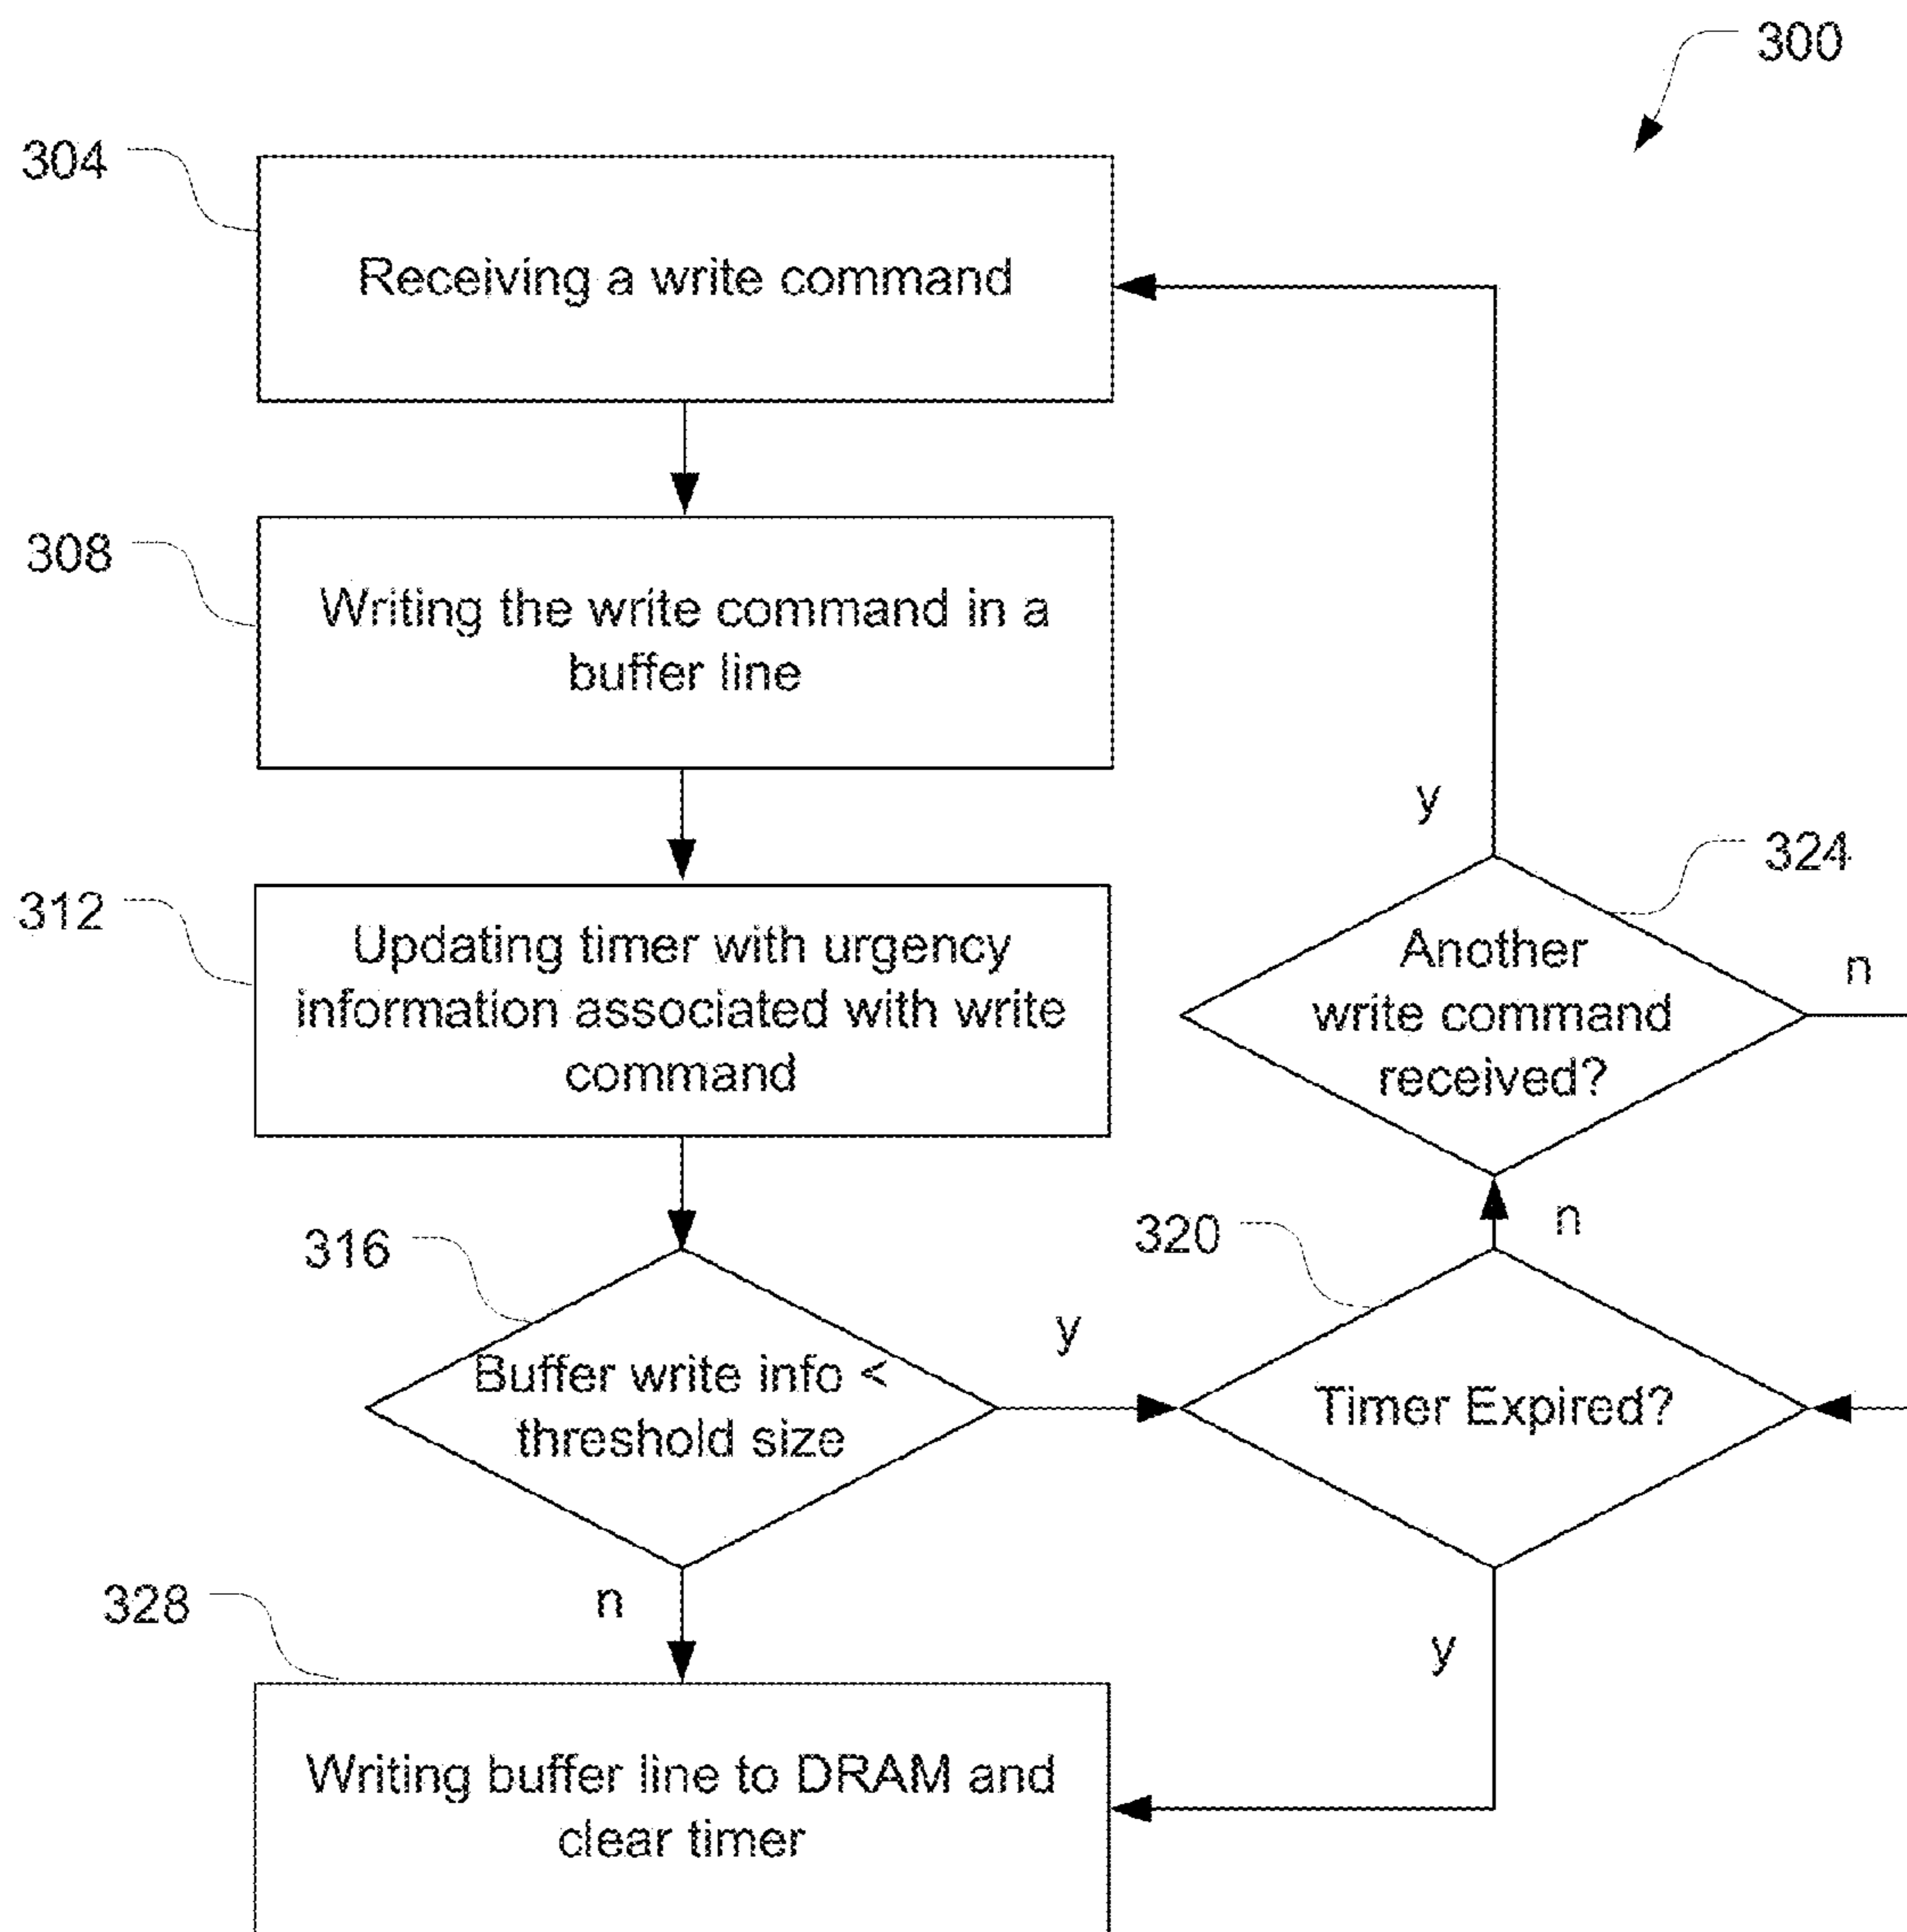 300
304
Receiving a write command
308
Writing the write command in a
buffer line
y
324
312
Updating timer with urgency
information associated with write
command
Another
write command
received?
n
316
320
n
y
Buffer write info <
threshold size
Timer Expired?
328
n
y
Writing buffer line to DRAM and
clear timer